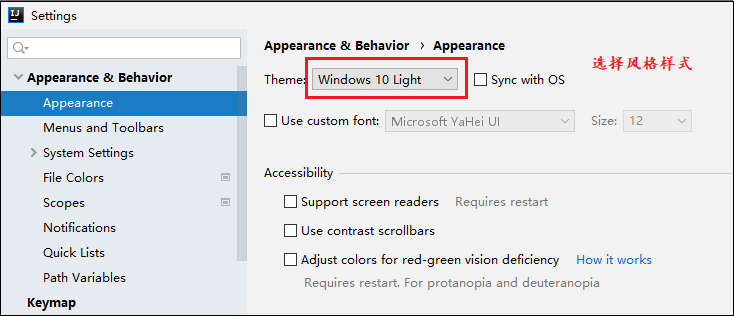 Settings
Appearance & Behavior
Appearance
Menus and Toolbars
System Settings
File Colors
Scopes
Notifications
Quick Lists
Path Variables
Keymap
Appearance & Behavior › Appearance
Theme: Windows 10 Light Sync with OS
选择风格样式
Use custom font: Microsoft YaHei UI Size: 12
Accessibility
Support screen readers Requires restart
Use contrast scrollbars
Adjust colors for red-green vision deficiency How it works
Requires restart. For protanopia and deuteranopia